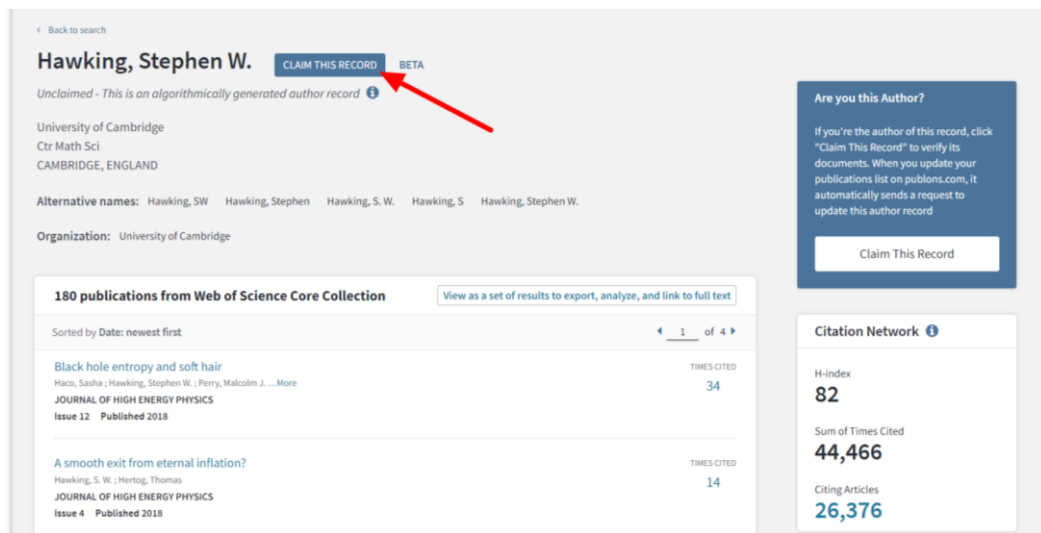 < Back to search
Hawking, Stephen W. CLAIM THIS RECORD BETA
Unclaimed - This is an algorithmically generated author record
University of Cambridge
Ctr Math Sci
CAMBRIDGE, ENGLAND
Alternative names: Hawking, SW Hawking, Stephen Hawking, S. W. Hawking, S Hawking, Stephen W.
Organization: University of Cambridge
180 publications from Web of Science Core Collection View as a set of results to export, analyze, and link to full text
Sorted by Date: newest first 1 of 4
Black hole entropy and soft hair TIMES CITED
Haco, Sasha ; Hawking, Stephen W. ; Perry, Malcolm J. ....More 34
JOURNAL OF HIGH ENERGY PHYSICS
Issue 12 Published 2018
A smooth exit from eternal inflation? TIMES CITED
Hawking, S. W. ; Hertog, Thomas 14
JOURNAL OF HIGH ENERGY PHYSICS
Issue 4 Published 2018
Are you this Author?
If you're the author of this record, click
"Claim This Record" to verify its
documents. When you update your
publications list on publons.com, it
automatically sends a request to
update this author record
Claim This Record
Citation Network
H-index
82
Sum of Times Cited
44,466
Citing Articles
26,376